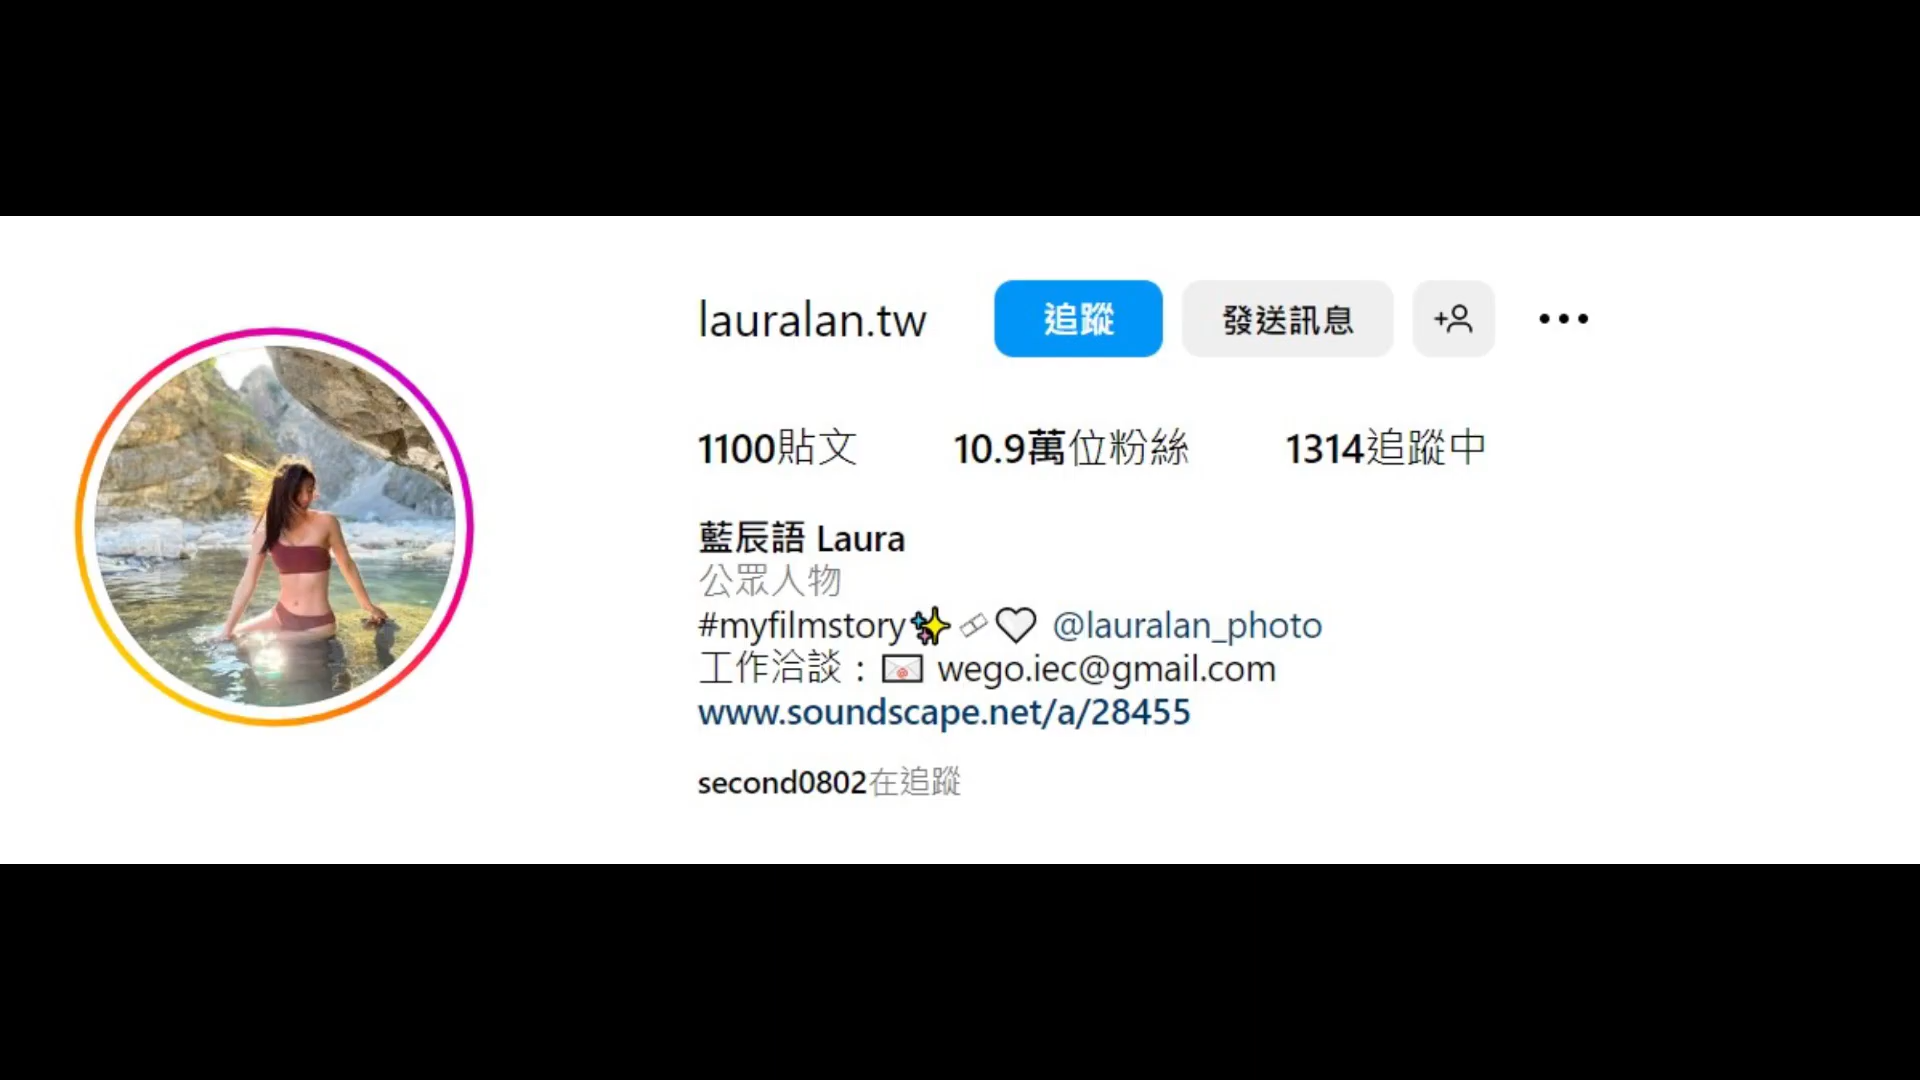 lauralan.tw 追蹤 發送訊息
1100貼文 10.9萬位粉絲 1314追蹤中
藍辰語 Laura
公眾人物
#myfilmstory✨🎞🤍 @lauralan_photo
工作洽談：📧 wego.iec@gmail.com
www.soundscape.net/a/28455
second0802在追蹤